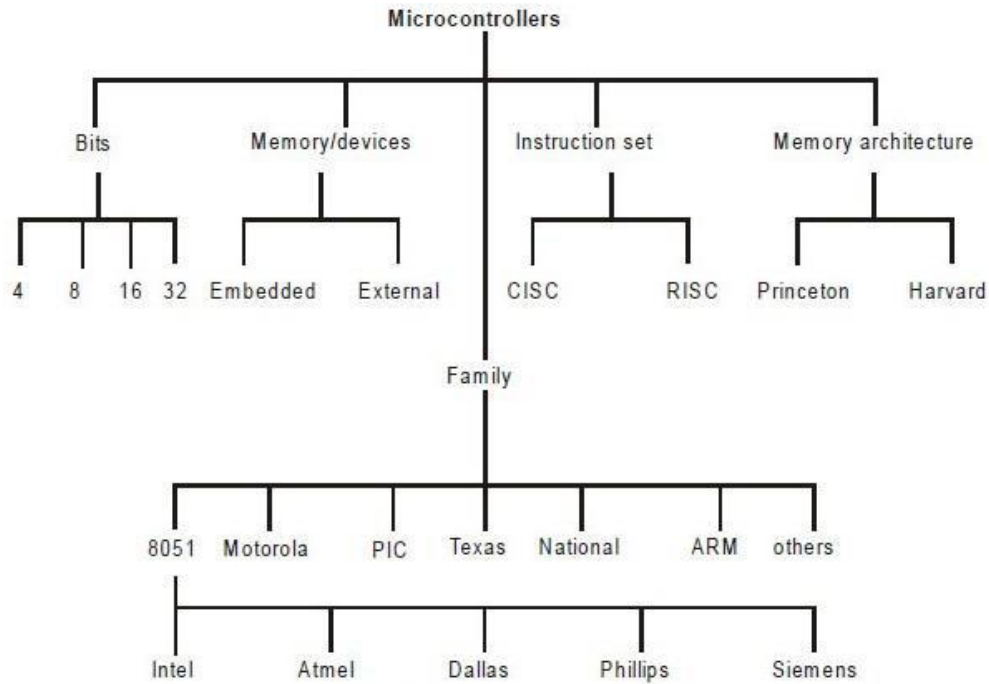 Microcontrollers
Bits Memory/devices Instruction set Memory architecture
4 8 16 32 Embedded External CISC RISC Princeton Harvard
Family
8051 Motorola PIC Texas National ARM others
Intel Atmel Dallas Phillips Siemens